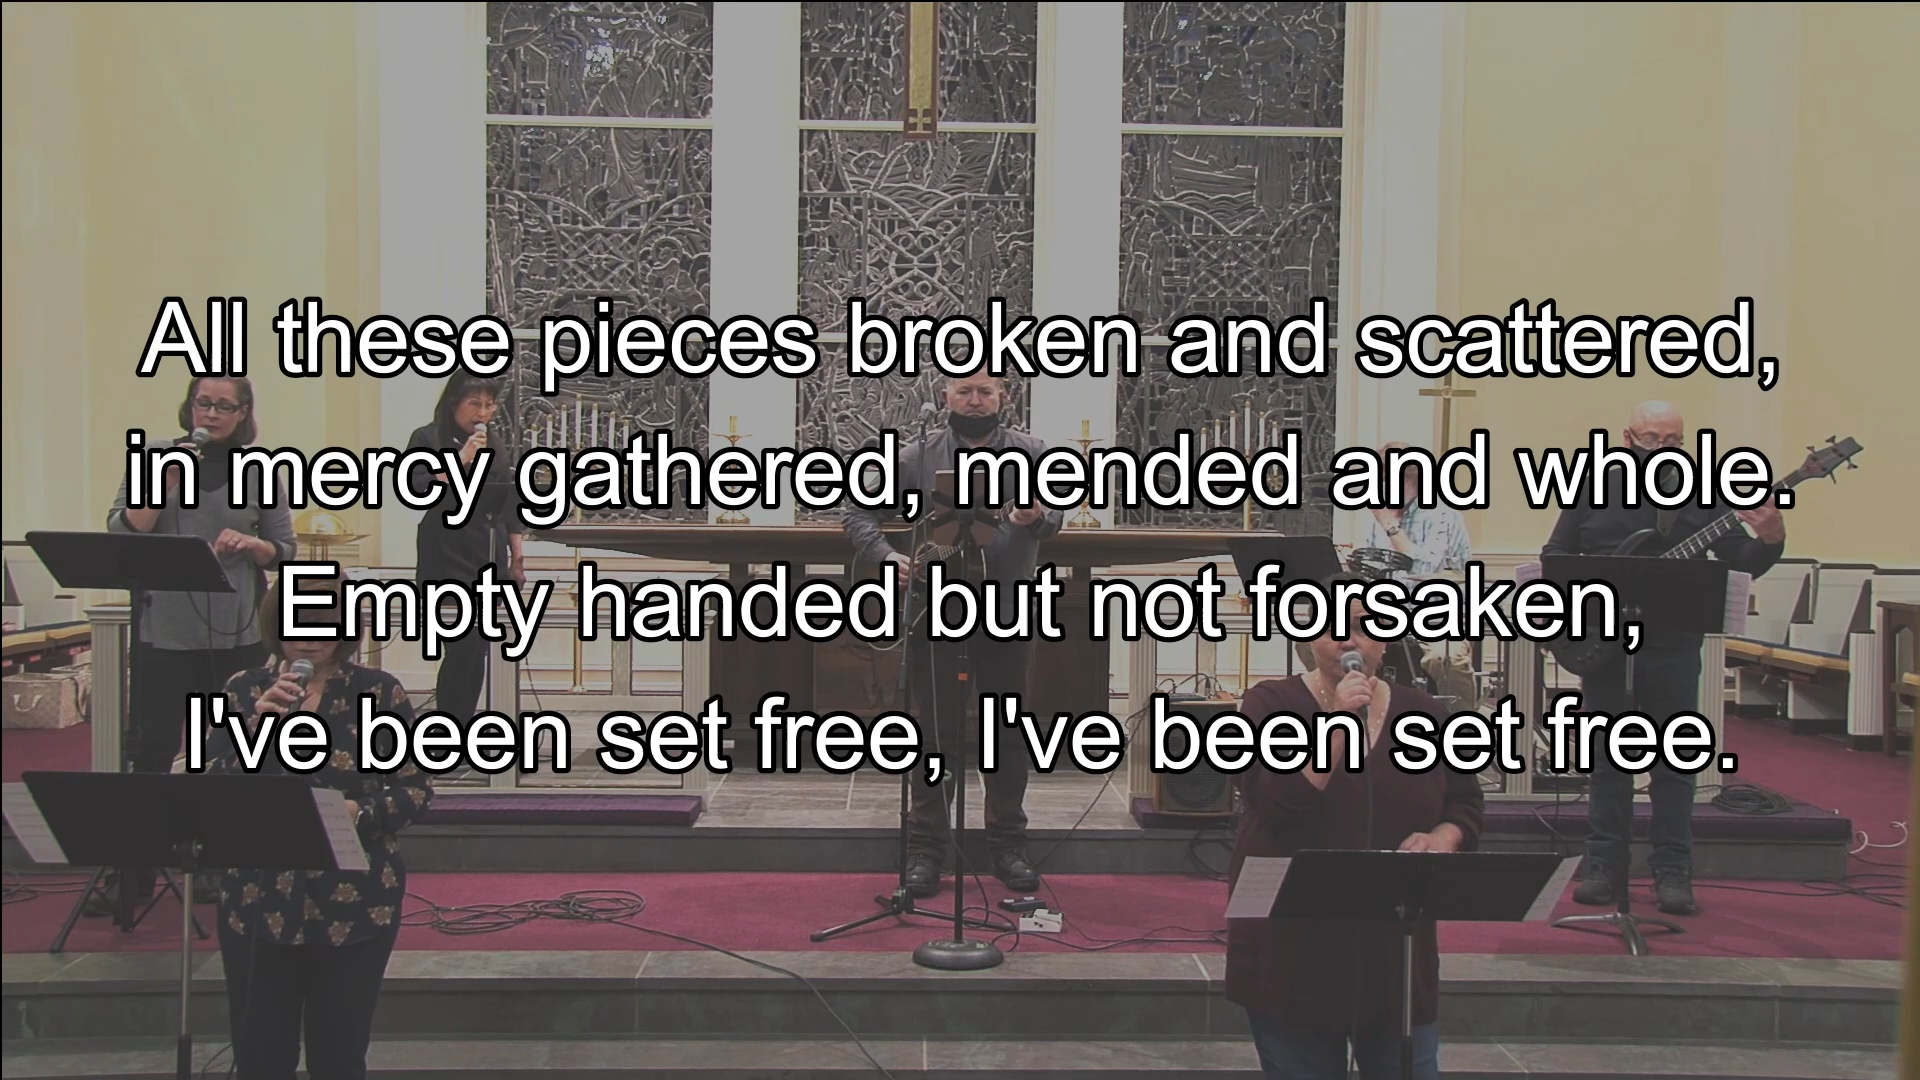 All these pieces broken and scattered,
in mercy gathered, mended and whole.
Empty handed but not forsaken,
I've been set free, I've been set free.